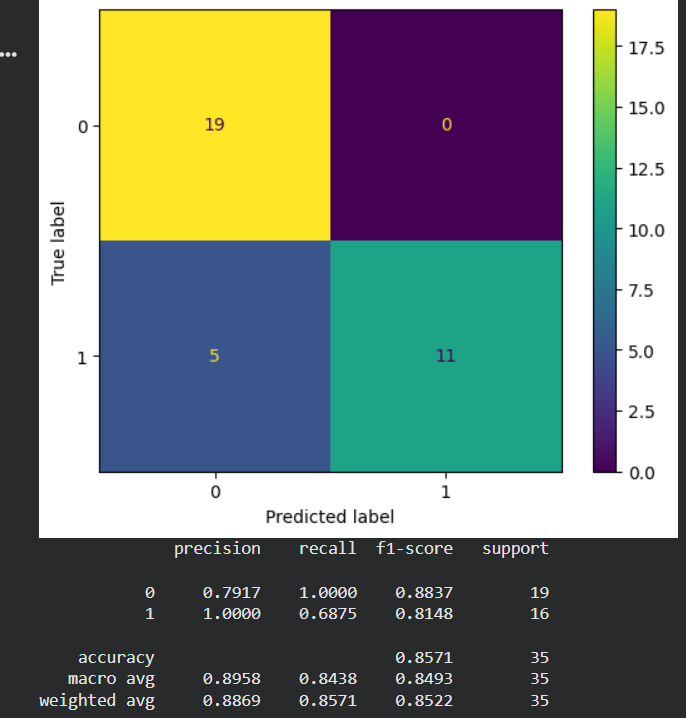 ...
17.5
0
19
0
15.0
12.5
10.0
True label
7.5
1
5
11
5.0
2.5
0.0
0
1
Predicted label
precision recall f1-score support
0 0.7917 1.0000 0.8837 19
1 1.0000 0.6875 0.8148 16
accuracy 0.8571 35
macro avg 0.8958 0.8438 0.8493 35
weighted avg 0.8869 0.8571 0.8522 35